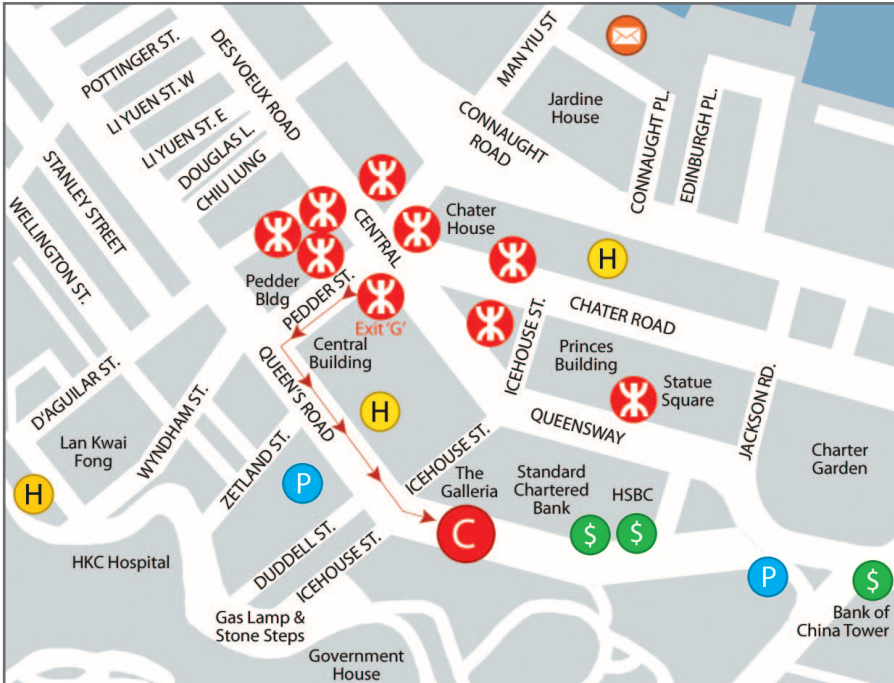 POTTINGER ST.
LI YUEN ST. W
LI YUEN ST. E
DOUGLAS L.
CHIU LUNG
DES VOEUX ROAD
CENTRAL
STANLEY STREET
WELLINGTON ST.
MAN YIU ST
Jardine
House
CONNAUGHT
ROAD
CONNAUGHT PL.
EDINBURGH PL.
Chater
House
H
Pedder
Bldg
PEDDER ST.
Exit 'G'
Central
Building
CHATER ROAD
ICEHOUSE ST.
Princes
Building
Statue
Square
JACKSON RD.
QUEENSWAY
QUEEN'S ROAD
H
D'AGUILAR ST.
Lan Kwai
Fong
WYNDHAM ST.
ZETLAND ST.
P
H
ICEHOUSE ST.
The
Galleria
C
Standard
Chartered
Bank
$
HSBC
$
Charter
Garden
HKC Hospital
DUDDELL ST.
ICEHOUSE ST.
P
$
Bank of
China Tower
Gas Lamp &
Stone Steps
Government
House